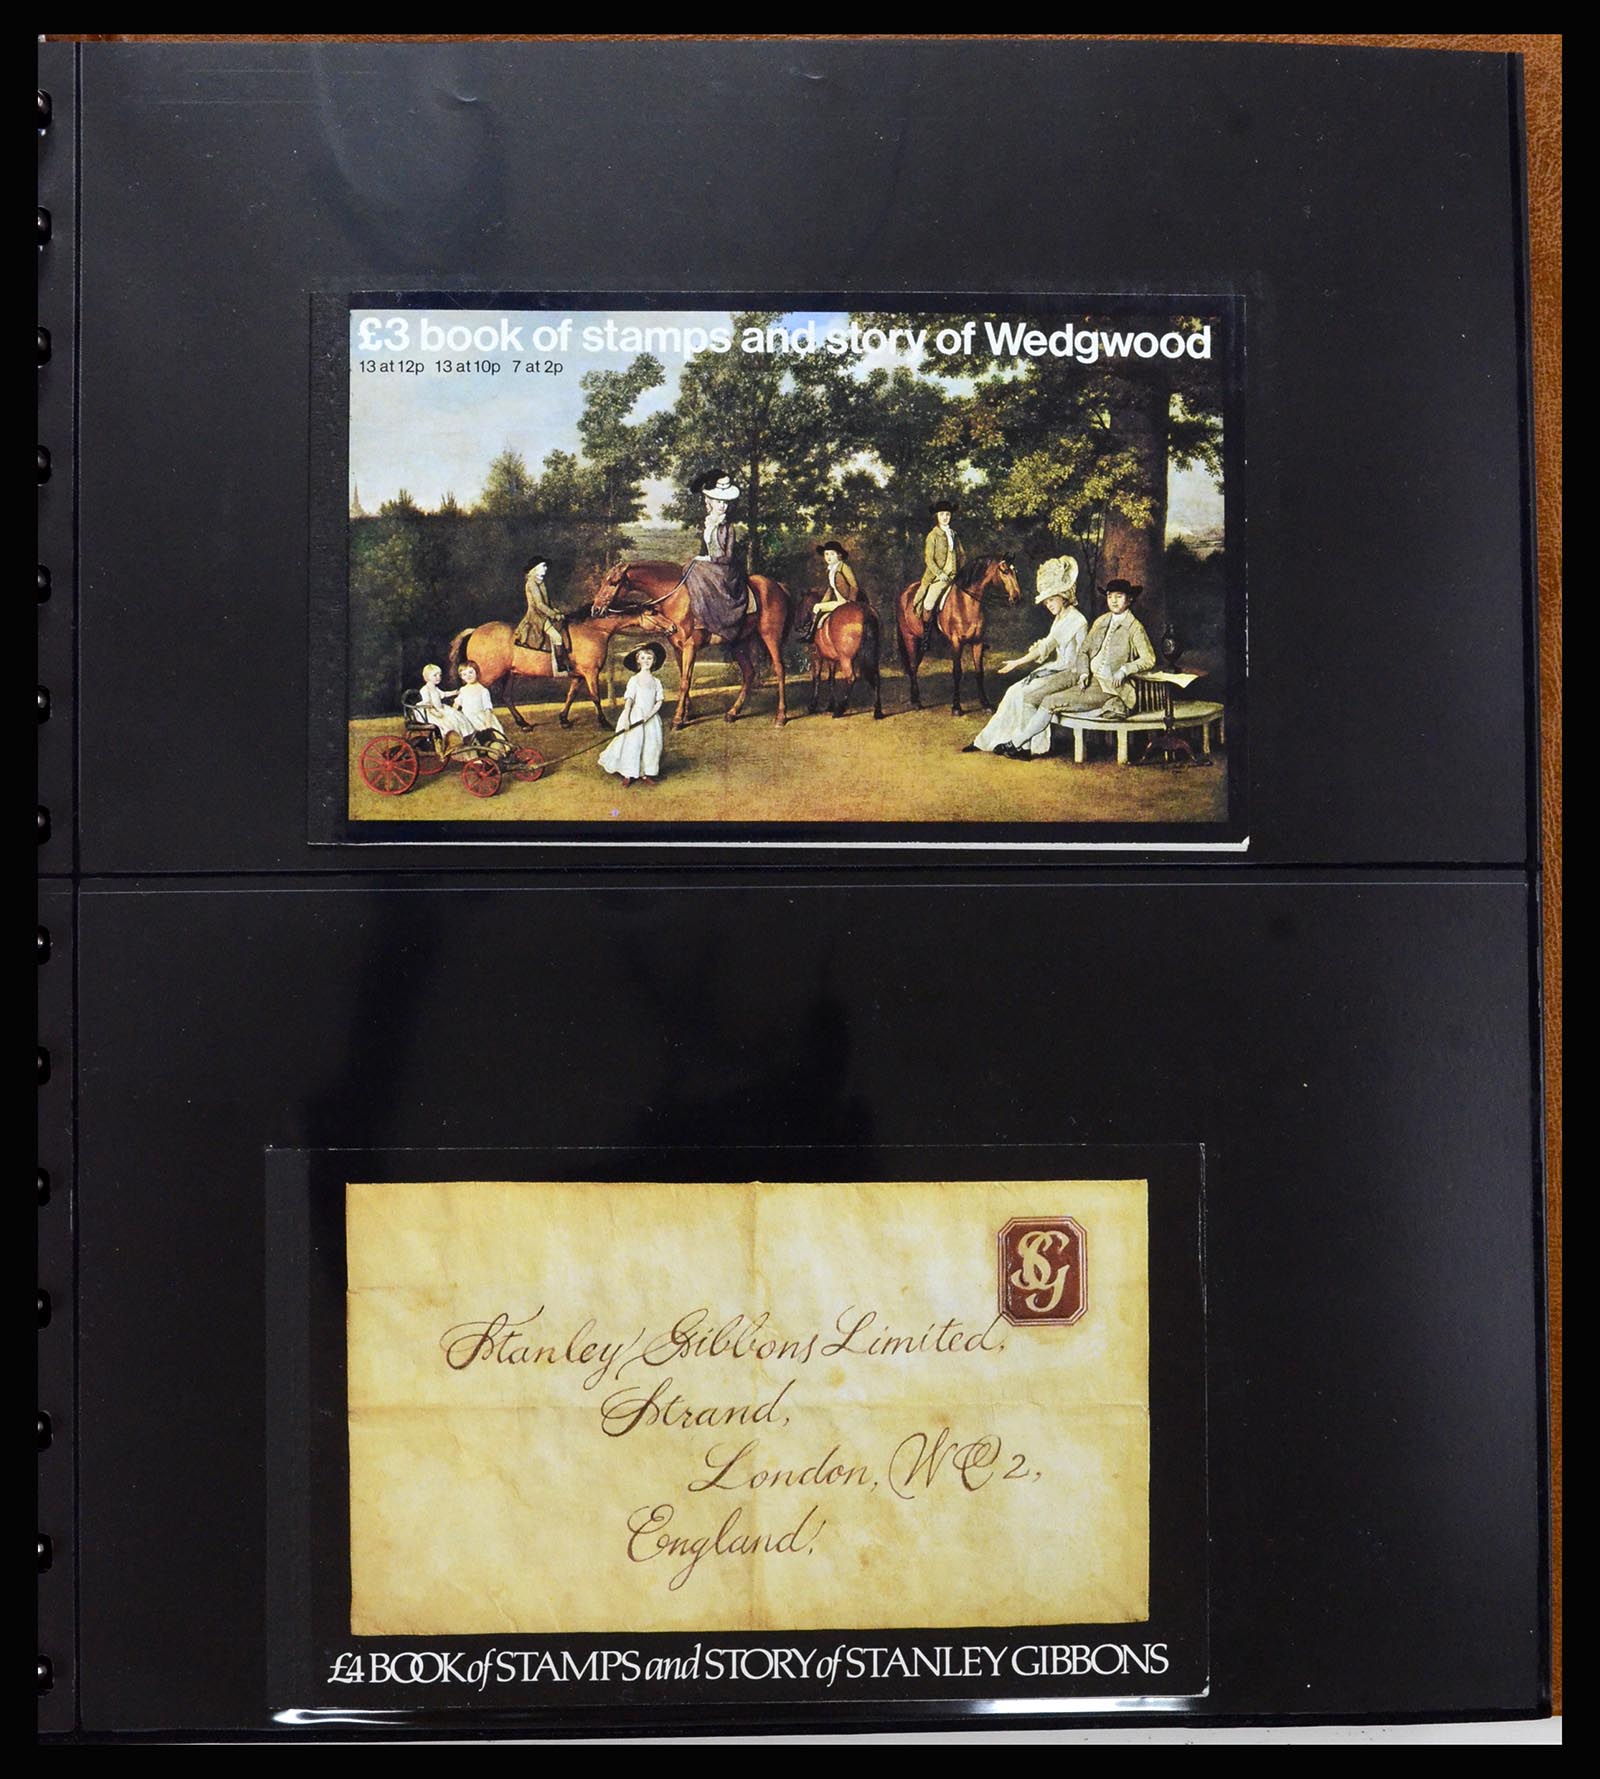 £3 book of stamps and story of Wedgwood
13 at 12p 13 at 10p 7 at 2p
SG
Stanley Gibbons Limited,
Strand,
London, WC2,
England.
£4 BOOK of STAMPS and STORY of STANLEY GIBBONS